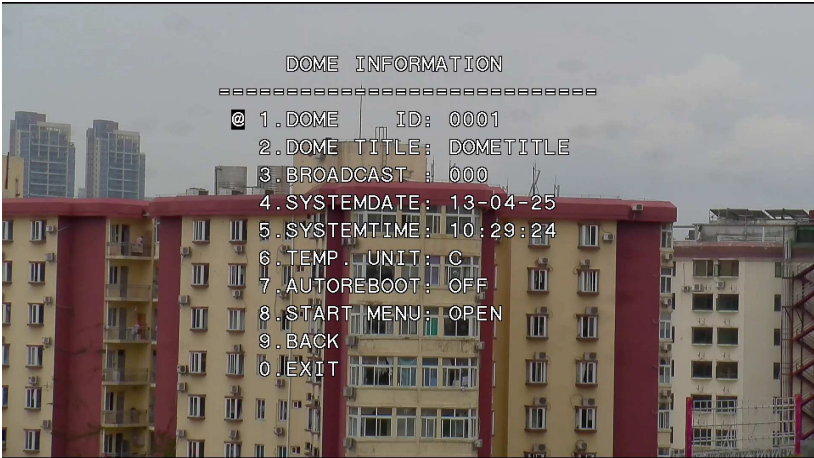 DOME INFORMATION
============================
@ 1.DOME ID: 0001
2.DOME TITLE: DOMETITLE
3.BROADCAST : 000
4.SYSTEMDATE: 13-04-25
5.SYSTEMTIME: 10:29:24
6.TEMP. UNIT: C
7.AUTOREBOOT: OFF
8.START MENU: OPEN
9.BACK
0.EXIT